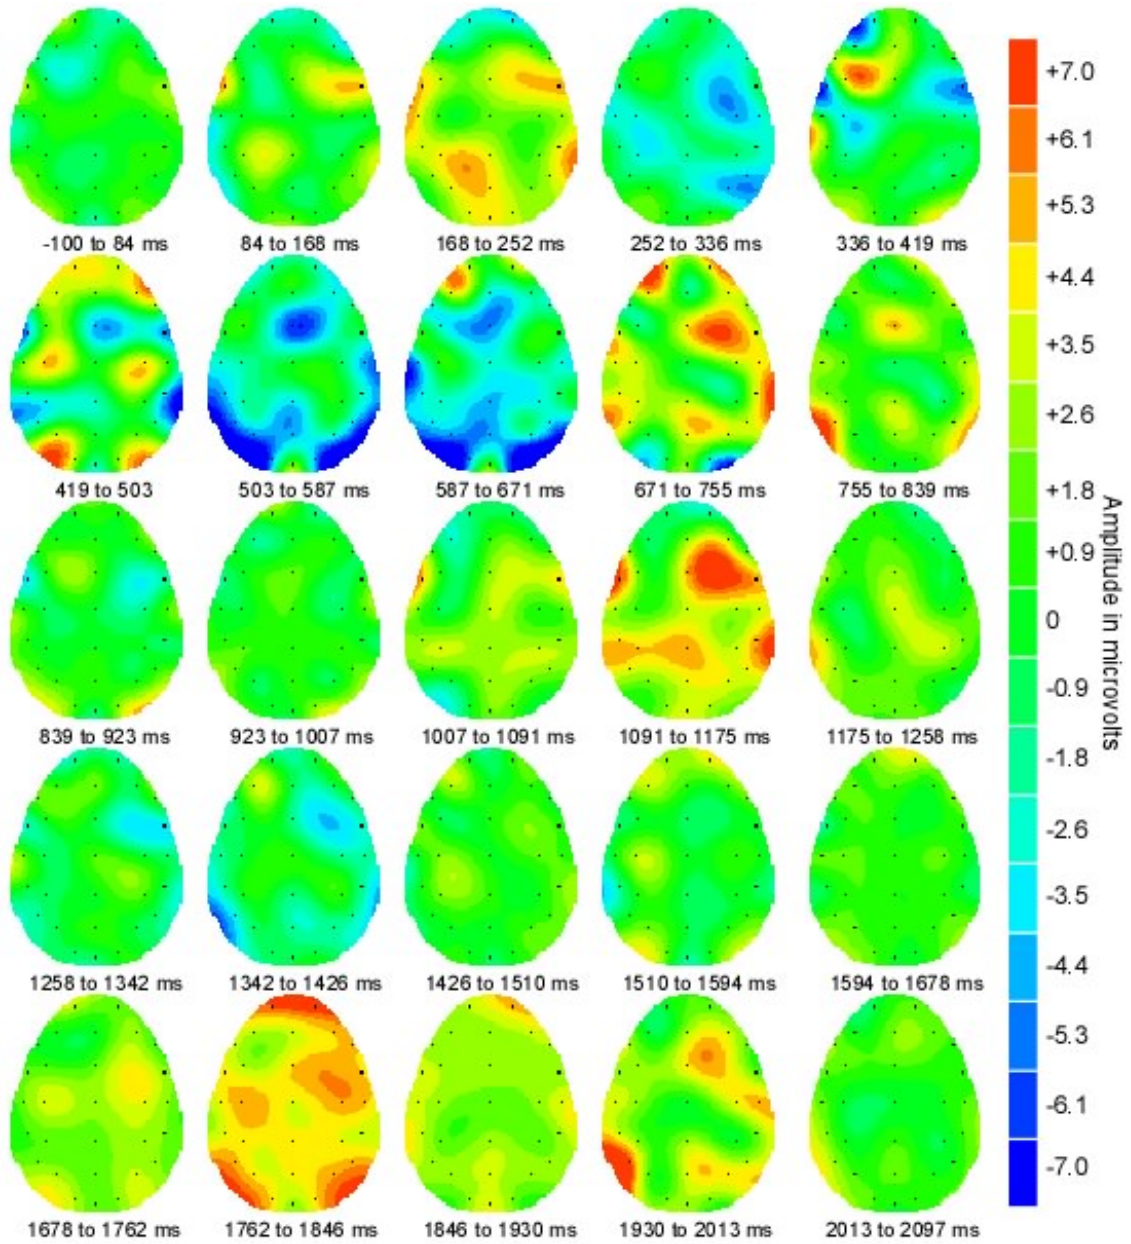 -100 to 84 ms
84 to 168 ms
168 to 252 ms
252 to 336 ms
336 to 419 ms
419 to 503
503 to 587 ms
587 to 671 ms
671 to 755 ms
755 to 839 ms
839 to 923 ms
923 to 1007 ms
1007 to 1091 ms
1091 to 1175 ms
1175 to 1258 ms
1258 to 1342 ms
1342 to 1426 ms
1426 to 1510 ms
1510 to 1594 ms
1594 to 1678 ms
1678 to 1762 ms
1762 to 1846 ms
1846 to 1930 ms
1930 to 2013 ms
2013 to 2097 ms
+7.0
+6.1
+5.3
+4.4
+3.5
+2.6
+1.8
+0.9
0
-0.9
-1.8
-2.6
-3.5
-4.4
-5.3
-6.1
-7.0
Amplitude in microvolts